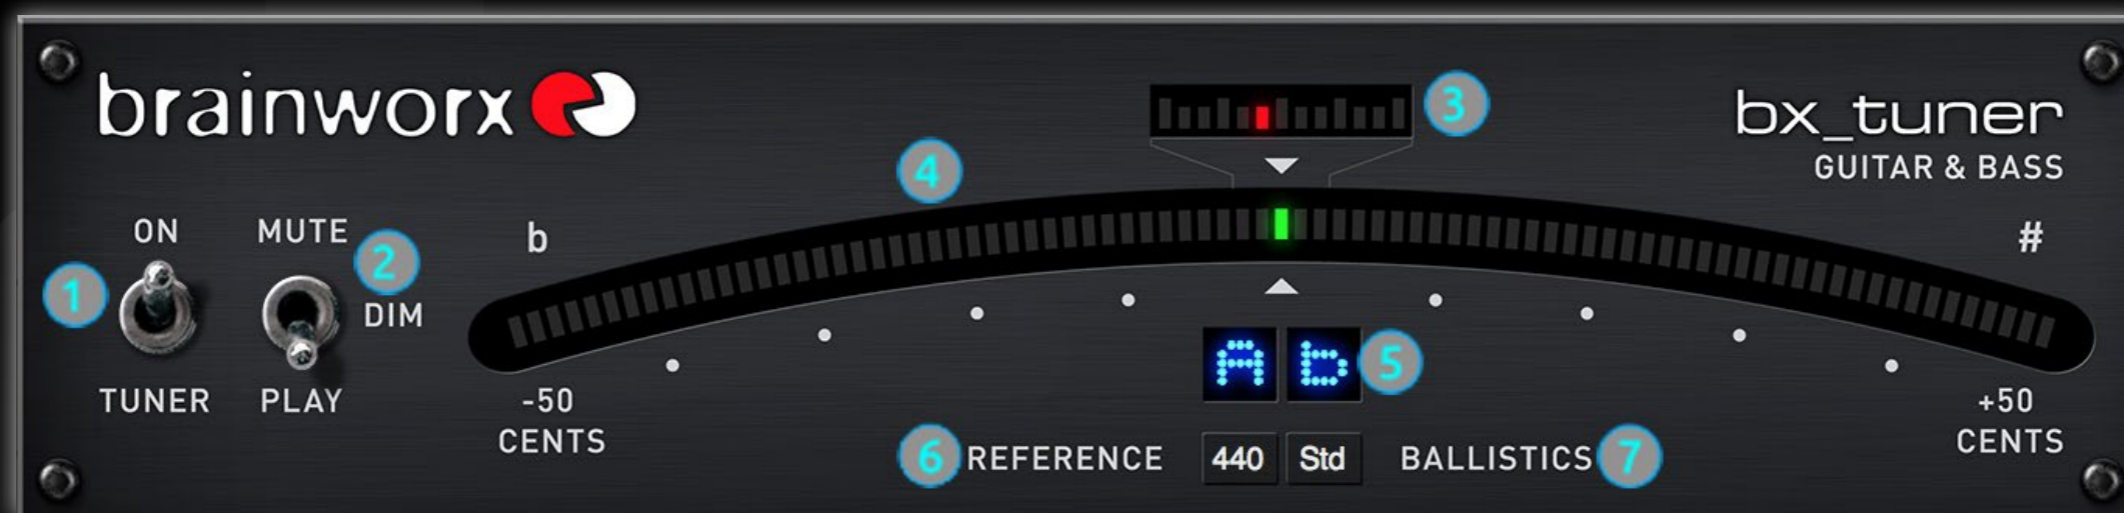 brainworx
3
bx_tuner
GUITAR & BASS
4
ON
MUTE
b
#
1
2
DIM
A b
5
TUNER
PLAY
-50
CENTS
+50
CENTS
6
REFERENCE
440
Std
BALLISTICS
7